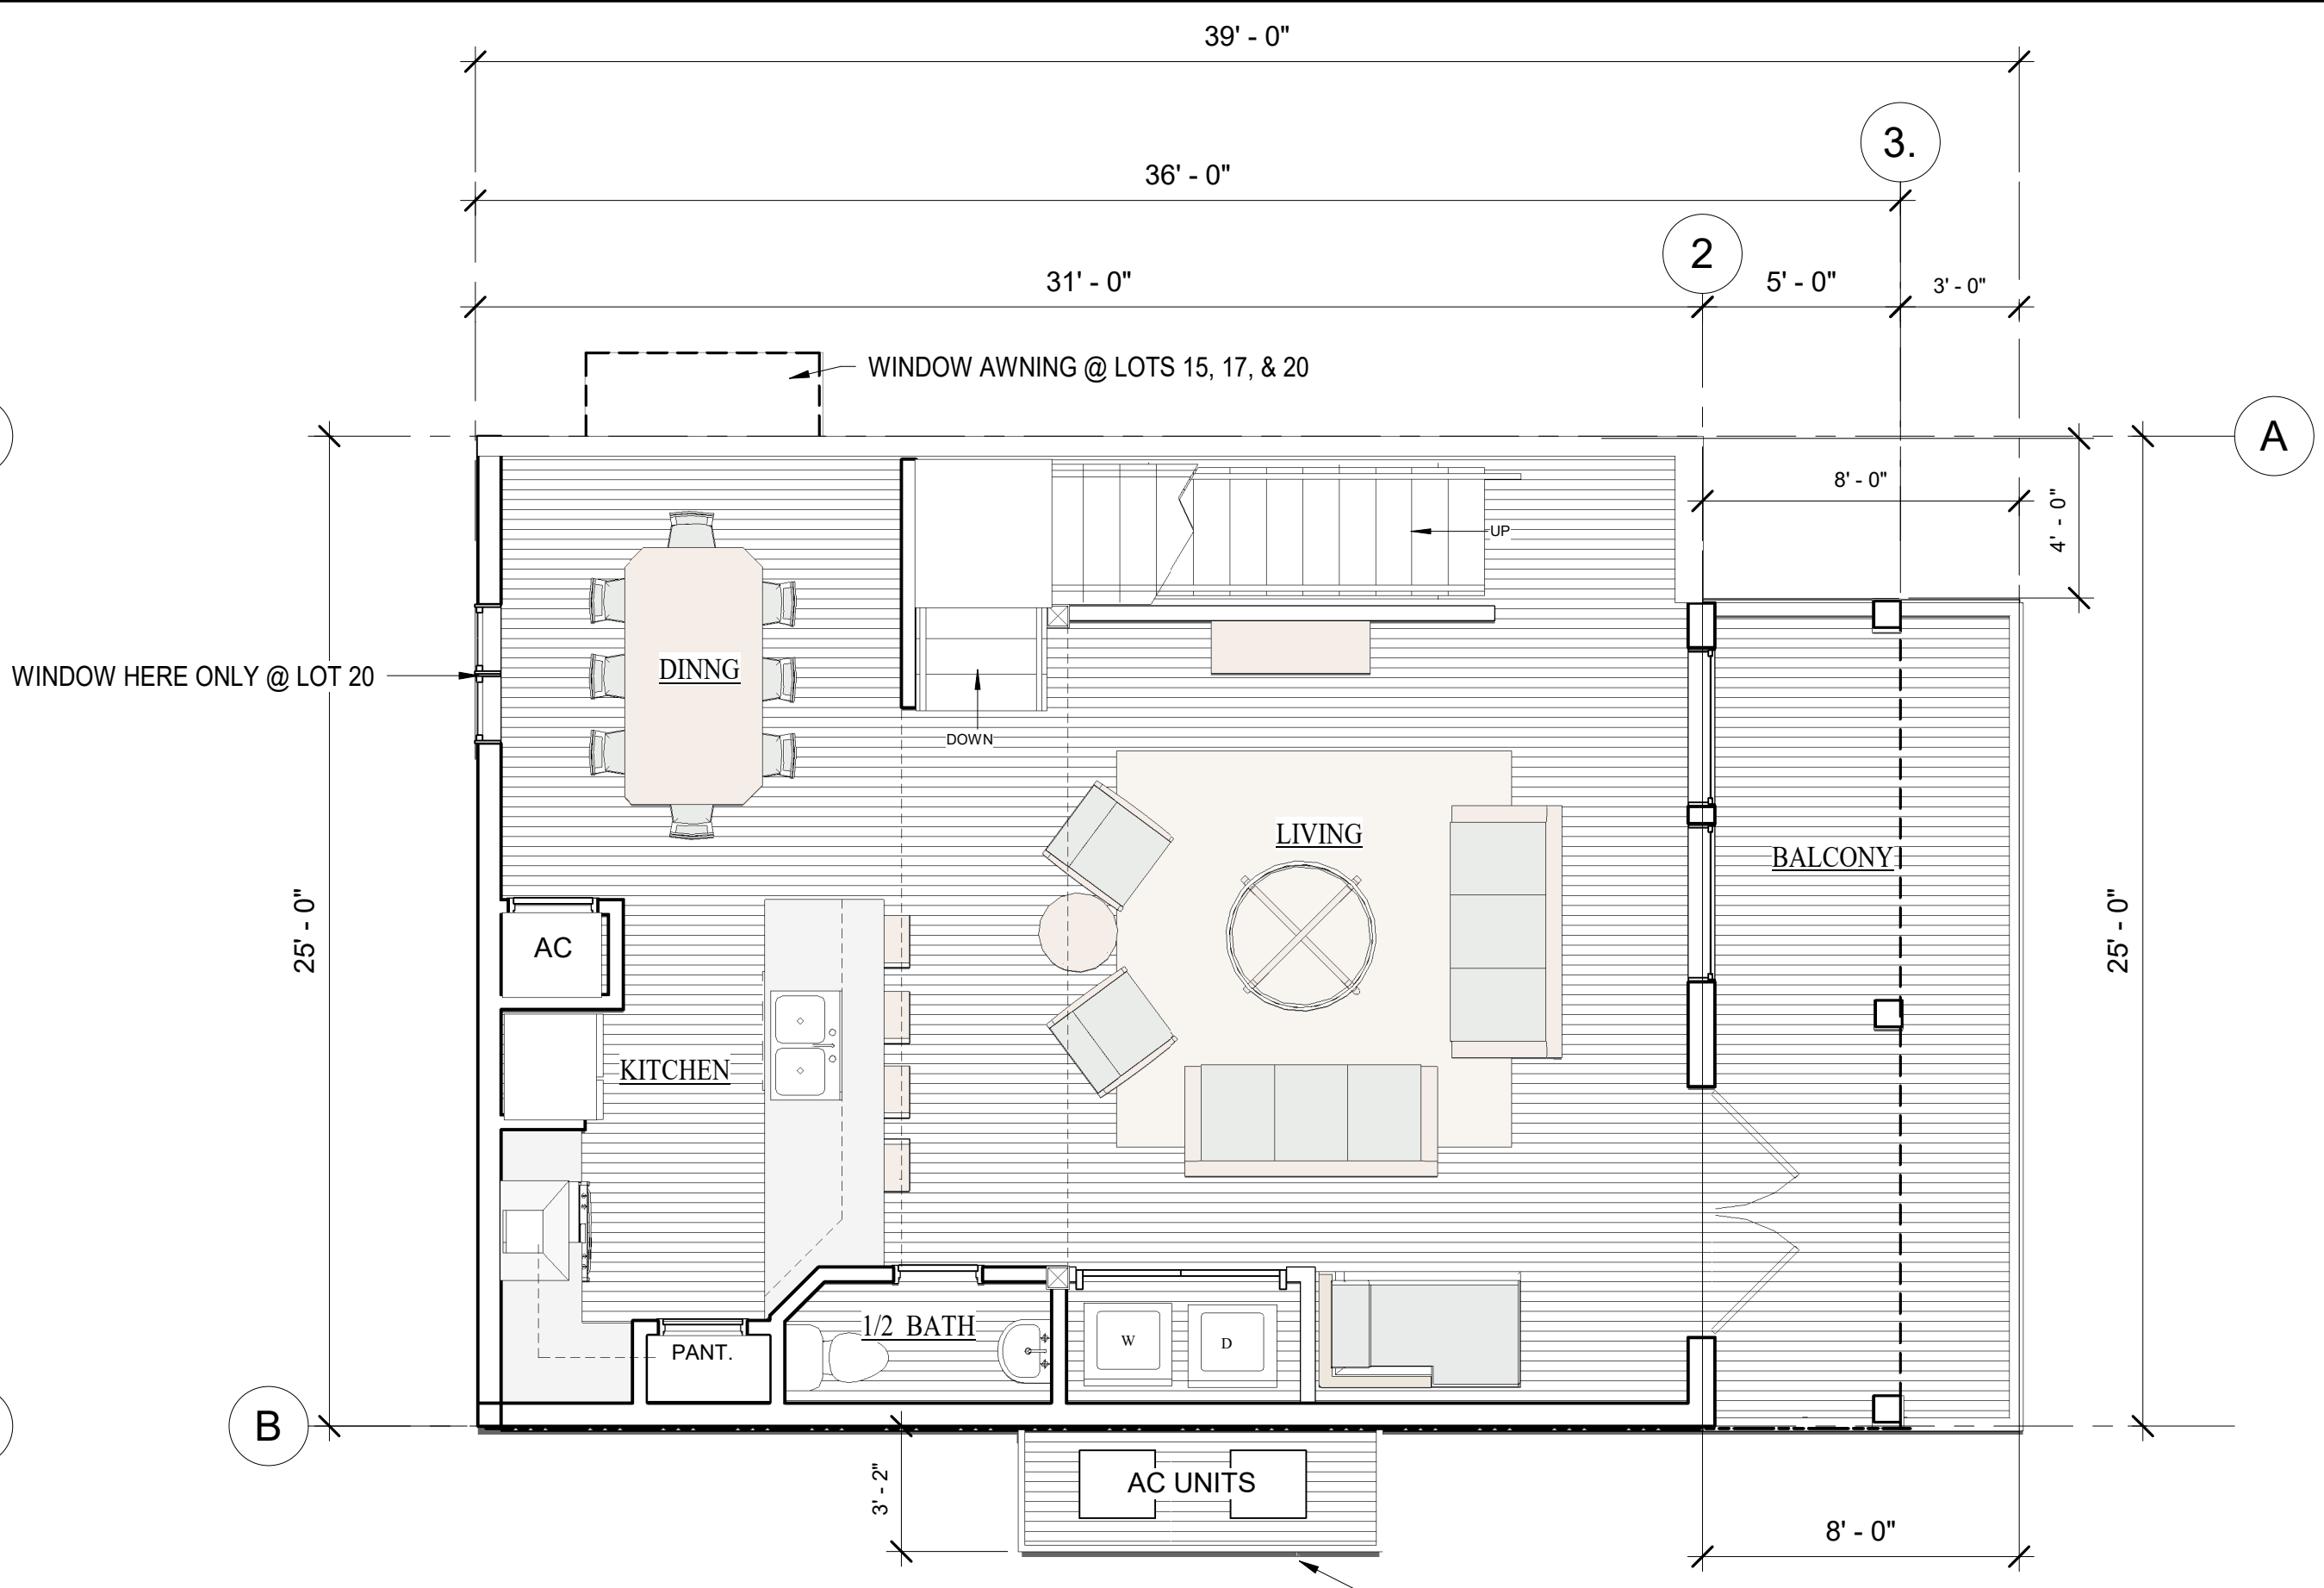 39' - 0"
3.
36' - 0"
2
31' - 0"
5' - 0"
3' - 0"
WINDOW AWNING @ LOTS 15, 17, & 20
A
8' - 0"
4' - 0"
UP
WINDOW HERE ONLY @ LOT 20
DINNG
DOWN
LIVING
BALCONY
25' - 0"
25' - 0"
AC
KITCHEN
1/2 BATH
W
D
PANT.
B
3' - 2"
AC UNITS
8' - 0"